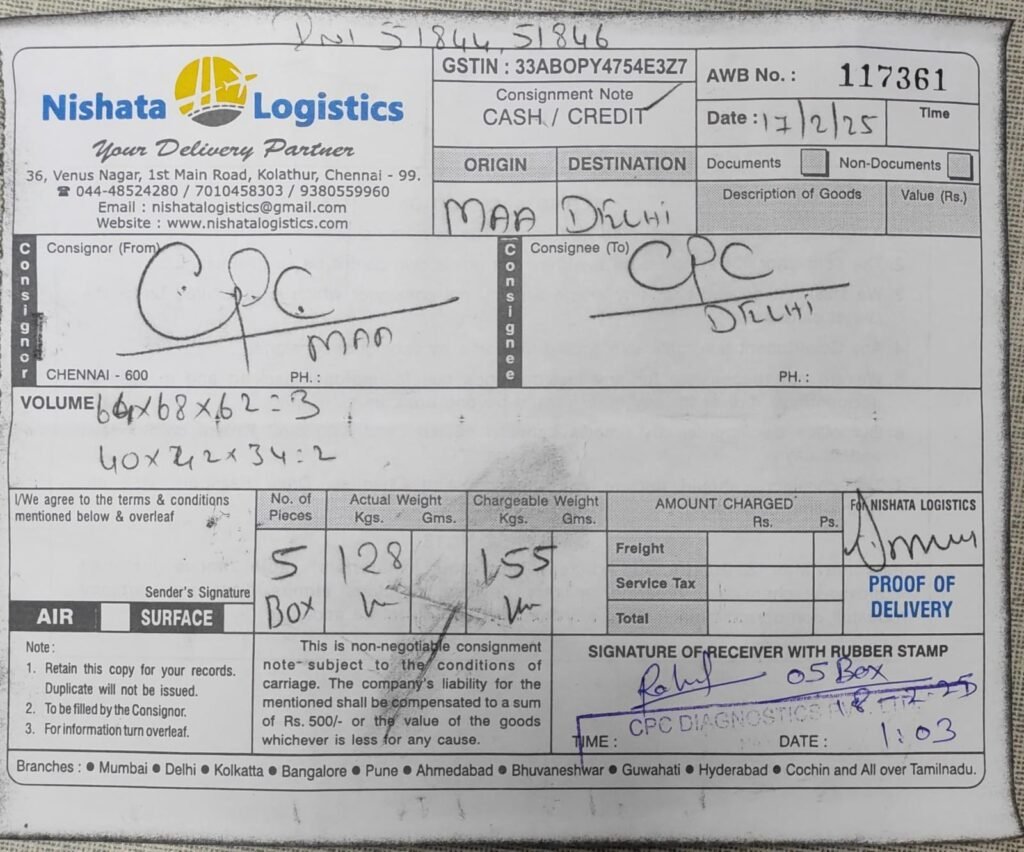 DNI 51844, 51846
Nishata Logistics
Your Delivery Partner
36, Venus Nagar, 1st Main Road, Kolathur, Chennai - 99.
☎ 044-48524280 / 7010458303 / 9380559960
Email : nishatalogistics@gmail.com
Website : www.nishatalogistics.com
GSTIN : 33ABOPY4754E3Z7
Consignment Note
CASH / CREDIT
AWB No. : 117361
Date : 17/2/25
Time
ORIGIN
DESTINATION
MAA
DELHI
Documents
Non-Documents
Description of Goods
Value (Rs.)
Consignor
Consignor (From)
CPC
MAA
CHENNAI - 600
PH. :
Consignee
Consignee (To)
CPC
DELHI
PH. :
VOLUME 64x68x62=3
40x42x34=2
I/We agree to the terms & conditions
mentioned below & overleaf
Sender's Signature
AIR
SURFACE
No. of
Pieces
5
Box
Actual Weight
Kgs. Gms.
128
Chargeable Weight
Kgs. Gms.
155
AMOUNT CHARGED
Rs. Ps.
Freight
Service Tax
Total
For NISHATA LOGISTICS
PROOF OF
DELIVERY
Note :
1. Retain this copy for your records.
Duplicate will not be issued.
2. To be filled by the Consignor.
3. For information turn overleaf.
This is non-negotiable consignment
note subject to the conditions of
carriage. The company's liability for
the mentioned shall be compensated to a sum
of Rs. 500/- or the value of the goods
whichever is less for any cause.
SIGNATURE OF RECEIVER WITH RUBBER STAMP
Rahul 05 Box
CPC DIAGNOSTICS
TIME :
DATE :
1:03
Branches : ● Mumbai ● Delhi ● Kolkatta ● Bangalore ● Pune ● Ahmedabad ● Bhuvaneshwar ● Guwahati ● Hyderabad ● Cochin and All over Tamilnadu.